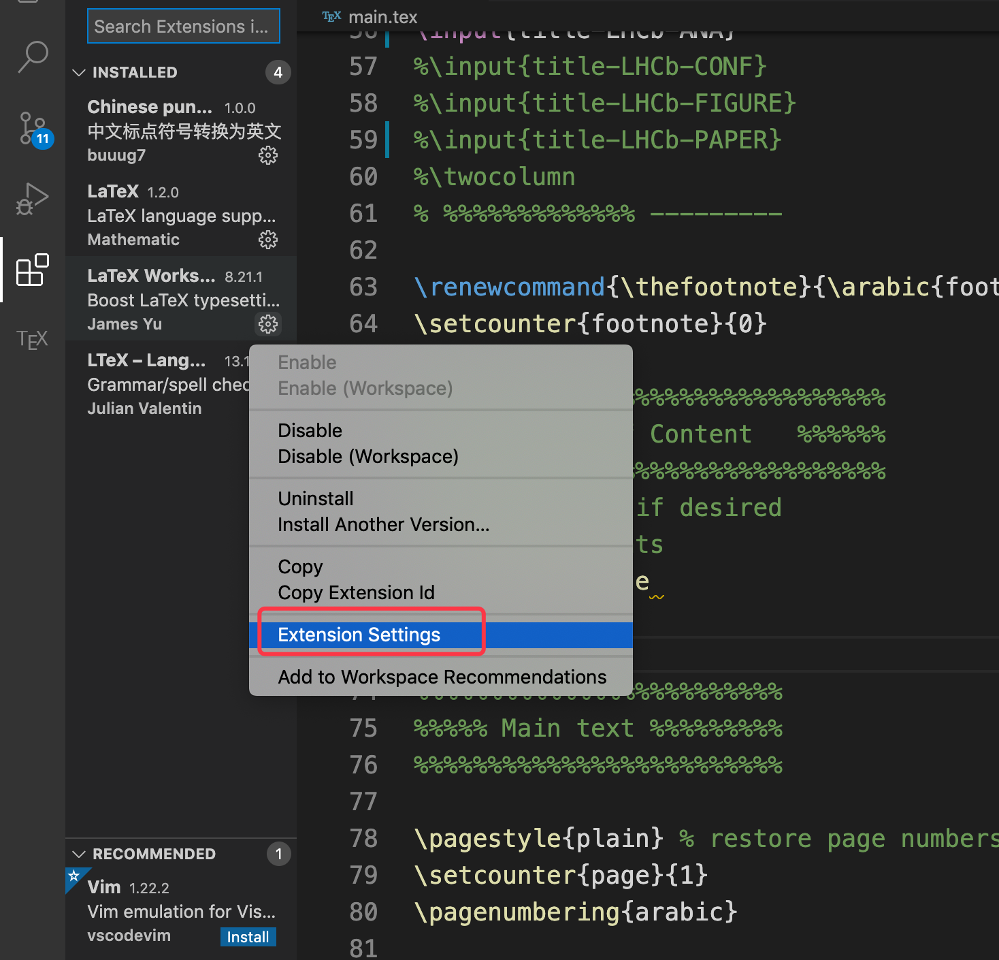 Search Extensions i...
INSTALLED 4
Chinese pun... 1.0.0
中文标点符号转换为英文
buuug7
LaTeX 1.2.0
LaTeX language supp...
Mathematic
LaTeX Works... 8.21.1
Boost LaTeX typesetti...
James Yu
LTeX – Lang... 13.1
Grammar/spell chec
Julian Valentin
11
TEX
RECOMMENDED 1
Vim 1.22.2
Vim emulation for Vis...
vscodevim
Install
Enable
Enable (Workspace)
Disable
Disable (Workspace)
Uninstall
Install Another Version...
Copy
Copy Extension Id
Extension Settings
Add to Workspace Recommendations
TEX main.tex
56 \input{title-LHCb-ANA}
57 %\input{title-LHCb-CONF}
58 %\input{title-LHCb-FIGURE}
59 %\input{title-LHCb-PAPER}
60 %\twocolumn
61 % %%%%%%%%%%%%% ---------
62
63 \renewcommand{\thefootnote}{\arabic{foot
64 \setcounter{footnote}{0}
%%%%%%%%%%%%%%%%%
Content %%%%%%
%%%%%%%%%%%%%%%%%
if desired
ts
e
74 %%%%%%%%%%%%%%%%%%%%%%%%%
75 %%%%% Main text %%%%%%%%%
76 %%%%%%%%%%%%%%%%%%%%%%%%%
77
78 \pagestyle{plain} % restore page numbers
79 \setcounter{page}{1}
80 \pagenumbering{arabic}
81